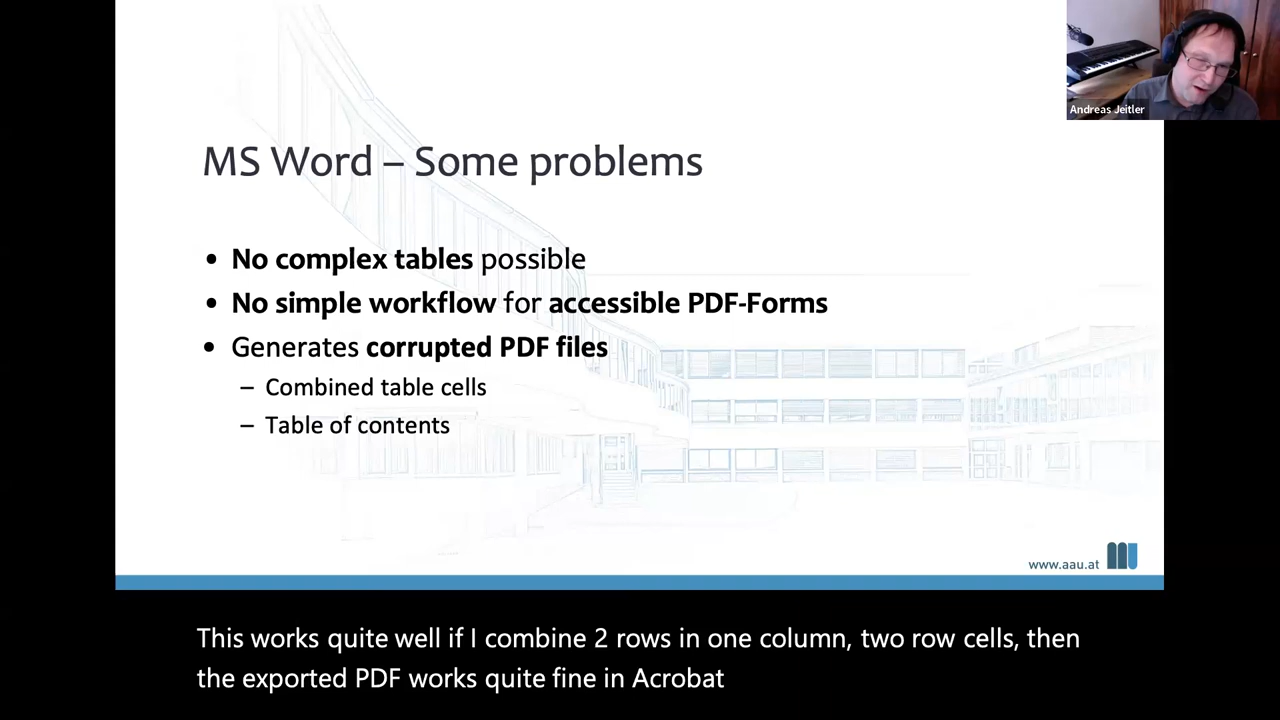 Andreas Jeitler
MS Word – Some problems
• No complex tables possible
• No simple workflow for accessible PDF-Forms
• Generates corrupted PDF files
– Combined table cells
– Table of contents
www.aau.at
This works quite well if I combine 2 rows in one column, two row cells, then
the exported PDF works quite fine in Acrobat